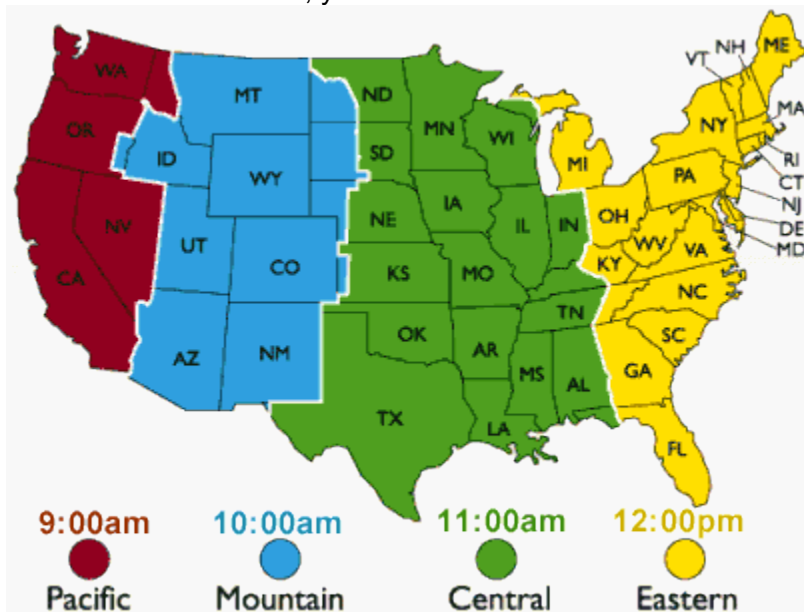 NH
ME
VT
WA
MT
ND
MA
OR
MN
NY
ID
SD
WI
MI
RI
WY
PA
CT
NJ
IA
NE
OH
DE
NV
UT
IL
IN
WV
MD
CO
KY
VA
CA
KS
MO
NC
TN
OK
AZ
NM
AR
SC
MS
AL
GA
TX
LA
FL
9:00am
10:00am
11:00am
12:00pm
Pacific
Mountain
Central
Eastern